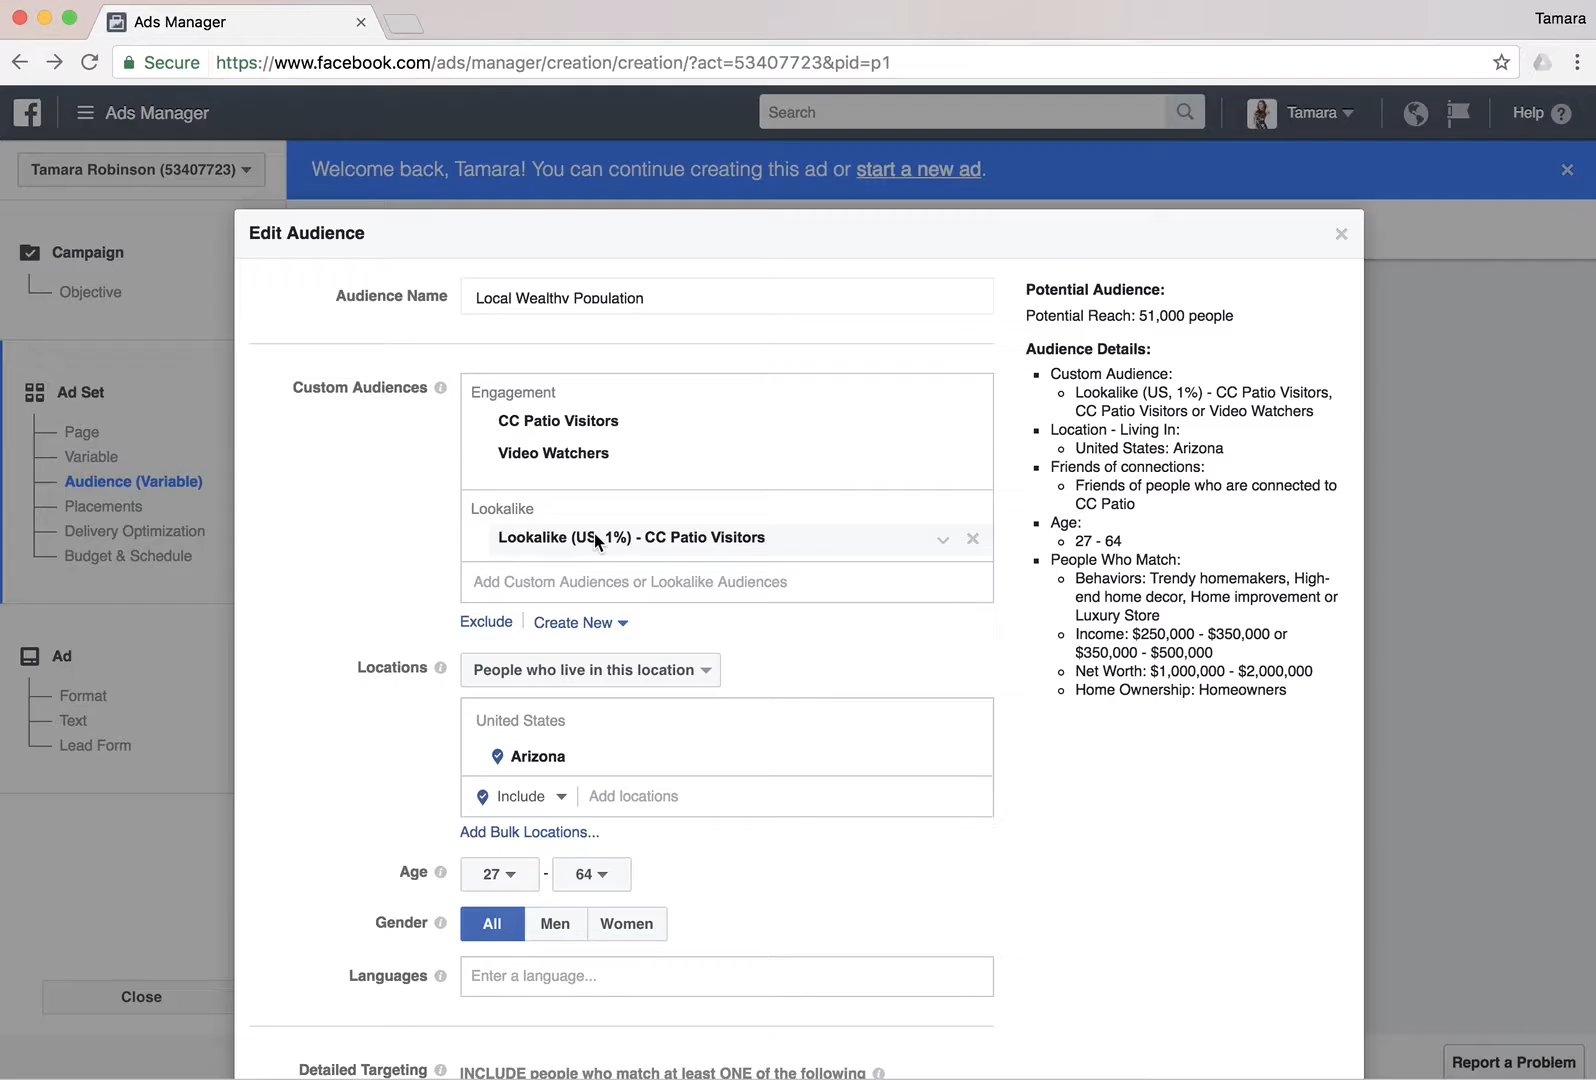 Ads Manager
Tamara
Secure
https://www.facebook.com/ads/manager/creation/creation/?act=53407723&pid=p1
Ads Manager
Search
Tamara
Help
Tamara Robinson (53407723)
Welcome back, Tamara! You can continue creating this ad or start a new ad.
Campaign
Objective
Ad Set
Page
Variable
Audience (Variable)
Placements
Delivery Optimization
Budget & Schedule
Ad
Format
Text
Lead Form
Close
Edit Audience
Audience Name
Local Wealthy Population
Custom Audiences
Engagement
CC Patio Visitors
Video Watchers
Lookalike
Lookalike (US, 1%) - CC Patio Visitors
Add Custom Audiences or Lookalike Audiences
Exclude
Create New
Locations
People who live in this location
United States
Arizona
Include
Add locations
Add Bulk Locations...
Age
27 - 64
Gender
All Men Women
Languages
Enter a language...
Detailed Targeting
INCLUDE people who match at least ONE of the following
Potential Audience:
Potential Reach: 51,000 people
Audience Details:
Custom Audience:
Lookalike (US, 1%) - CC Patio Visitors,
CC Patio Visitors or Video Watchers
Location - Living In:
United States: Arizona
Friends of connections:
Friends of people who are connected to
CC Patio
Age:
27 - 64
People Who Match:
Behaviors: Trendy homemakers, High-
end home decor, Home improvement or
Luxury Store
Income: $250,000 - $350,000 or
$350,000 - $500,000
Net Worth: $1,000,000 - $2,000,000
Home Ownership: Homeowners
Report a Problem